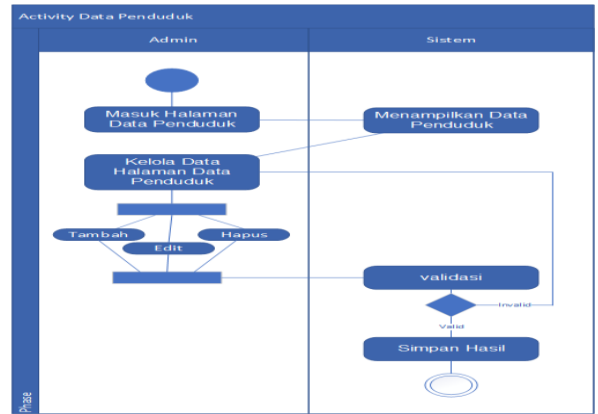 Activity Data Penduduk
Admin
Sistem
Masuk Halaman
Data Penduduk
Menampilkan Data
Penduduk
Kelola Data
Halaman Data
Penduduk
Tambah
Hapus
Edit
validasi
Invalid
Valid
Simpan Hasil
Phase